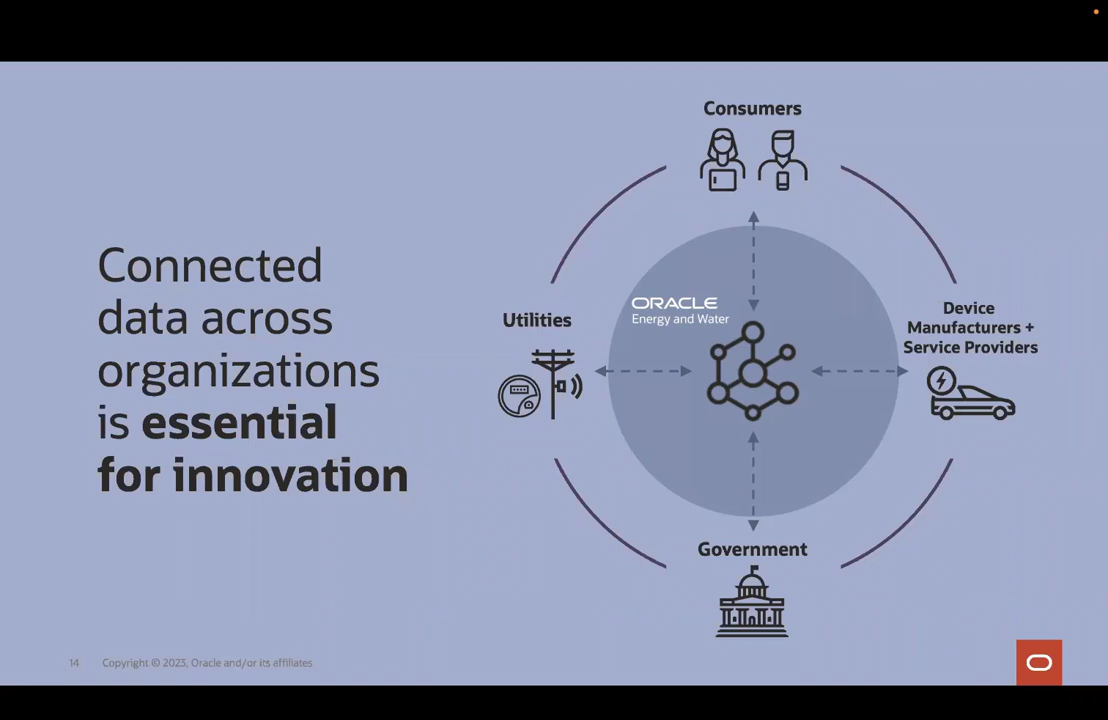 Connected
data across
organizations
is essential
for innovation
Consumers
ORACLE
Energy and Water
Utilities
Device
Manufacturers +
Service Providers
Government
14 Copyright © 2023, Oracle and/or its affiliates